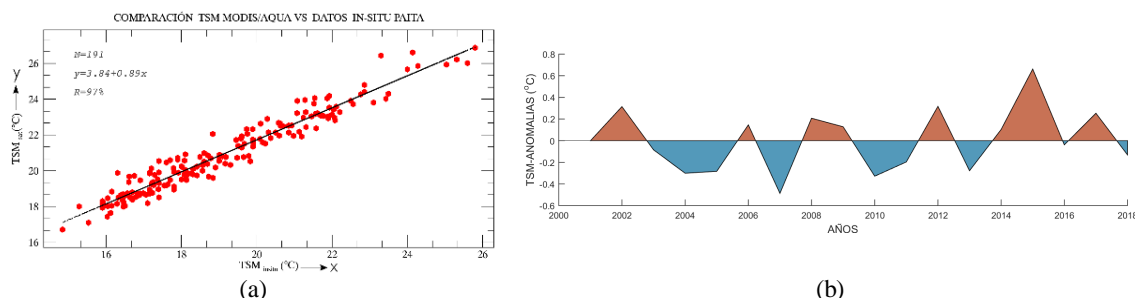 COMPARACIÓN TSM MODIS/AQUA VS DATOS IN-SITU PAITA
N=191
y=3.84+0.89x
R=97%
y
TSM sat (°C)
26
24
22
20
18
16
16
18
20
22
24
26
TSM insitu (°C)
X
(a)
TSM-ANOMALIAS (°C)
0.8
0.6
0.4
0.2
0
-0.2
-0.4
-0.6
2000
2002
2004
2006
2008
2010
2012
2014
2016
2018
AÑOS
(b)